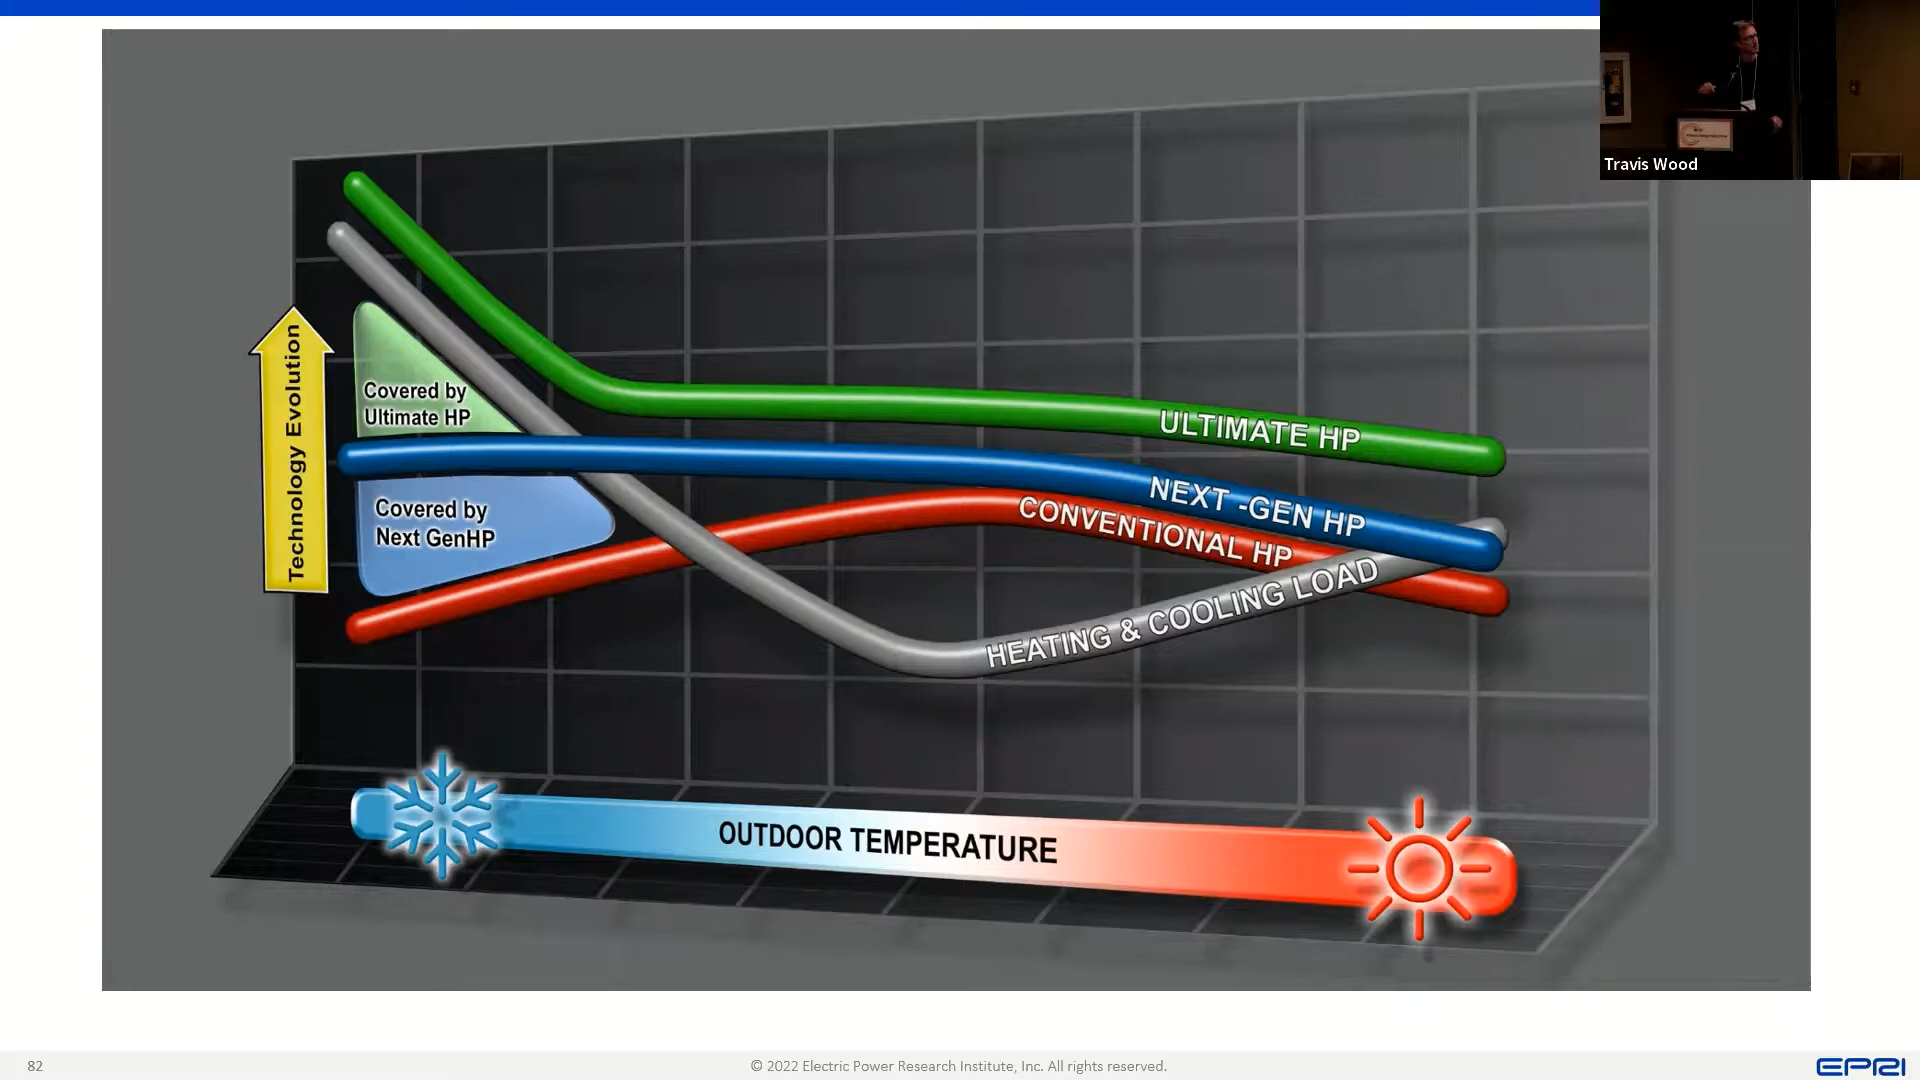 Travis Wood
Technology Evolution
Covered by
Ultimate HP
Covered by
Next GenHP
ULTIMATE HP
NEXT -GEN HP
CONVENTIONAL HP
HEATING & COOLING LOAD
OUTDOOR TEMPERATURE
82
© 2022 Electric Power Research Institute, Inc. All rights reserved.
EPRI